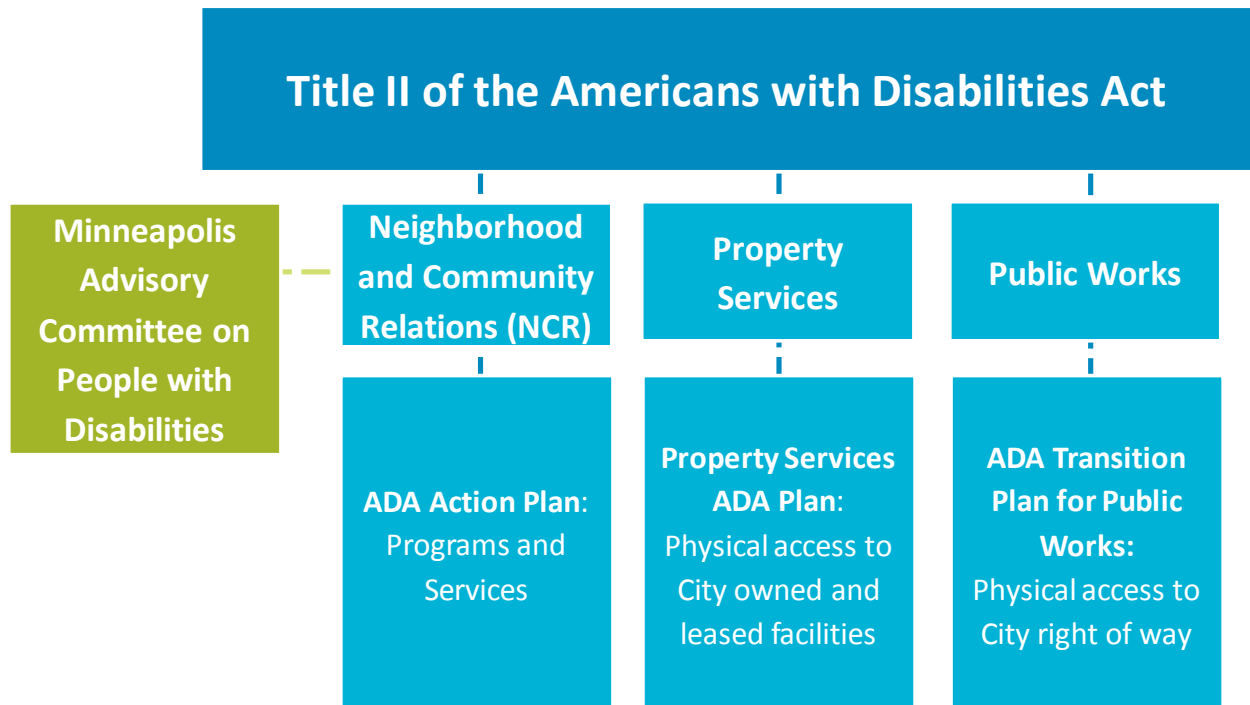 Title II of the Americans with Disabilities Act
Minneapolis
Advisory
Committee on
People with
Disabilities
Neighborhood
and Community
Relations (NCR)
Property
Services
Public Works
ADA Action Plan:
Programs and
Services
Property Services
ADA Plan:
Physical access to
City owned and
leased facilities
ADA Transition
Plan for Public
Works:
Physical access to
City right of way